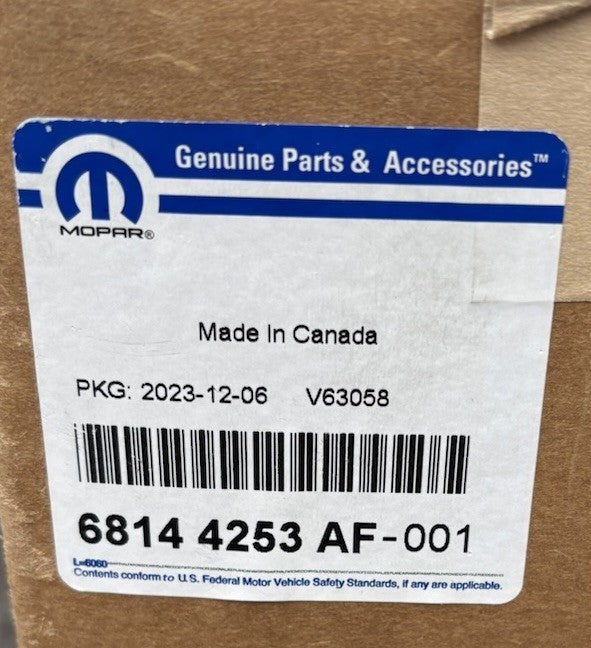 Genuine Parts & Accessories™
MOPAR®
Made In Canada
PKG: 2023-12-06 V63058
6814 4253 AF-001
L=6060
Contents conform to U.S. Federal Motor Vehicle Safety Standards, if any are applicable.